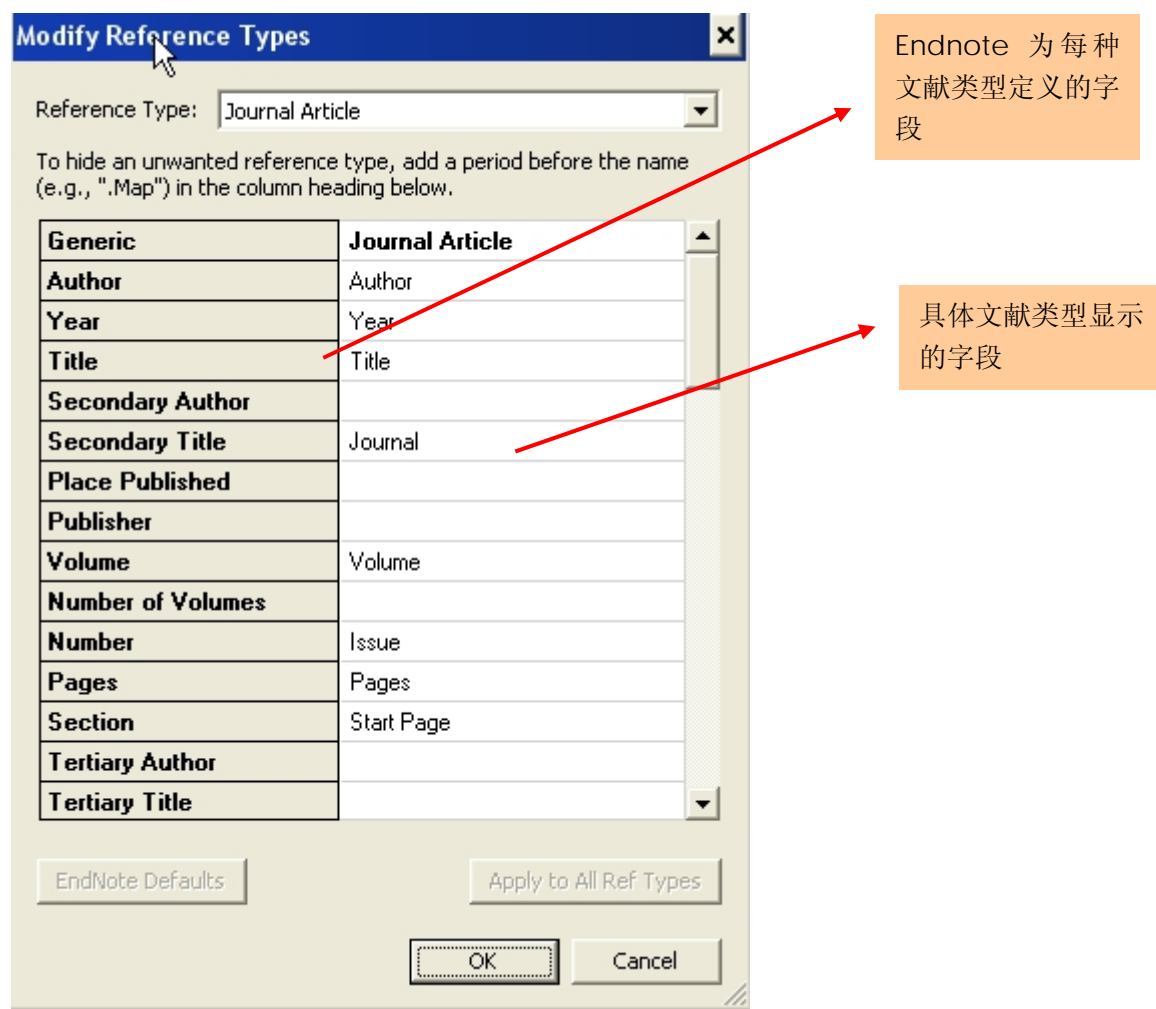 Modify Reference Types
Reference Type: Journal Article
To hide an unwanted reference type, add a period before the name
(e.g., ".Map") in the column heading below.
Generic Journal Article
Author Author
Year Year
Title Title
Secondary Author
Secondary Title Journal
Place Published
Publisher
Volume Volume
Number of Volumes
Number Issue
Pages Pages
Section Start Page
Tertiary Author
Tertiary Title
EndNote Defaults Apply to All Ref Types
OK Cancel
Endnote 为每种
文献类型定义的字
段
具体文献类型显示
的字段